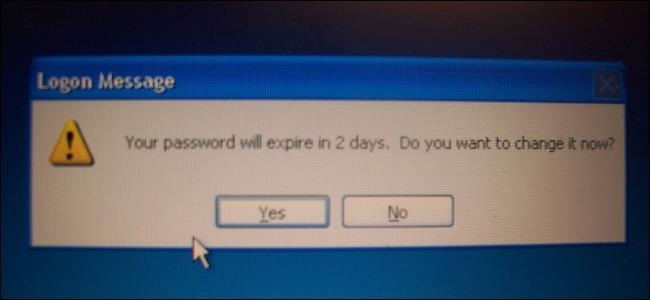 Logon Message
Your password will expire in 2 days. Do you want to change it now?
Yes
No